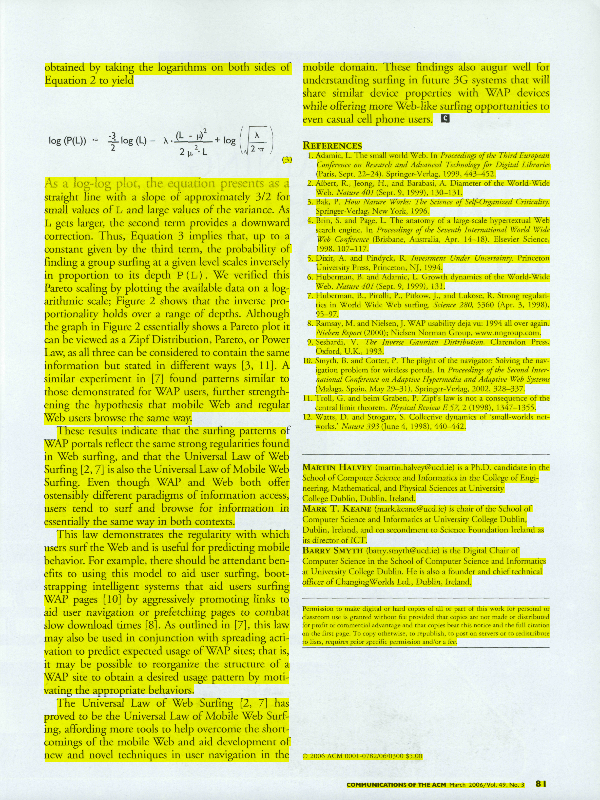 obtained by taking the logarithms on both sides of
Equation 2 to yield
log (P(L)) ~ -3/2 log (L) - λ · (L - μ)² / 2 μ² · L + log (√ λ / 2 π)
(3)
As a log-log plot, the equation presents as a
straight line with a slope of approximately 3/2 for
small values of L and large values of the variance. As
L gets larger, the second term provides a downward
correction. Thus, Equation 3 implies that, up to a
constant given by the third term, the probability of
finding a group surfing at a given level scales inversely
in proportion to its depth P(L). We verified this
Pareto scaling by plotting the available data on a log-
arithmic scale; Figure 2 shows that the inverse pro-
portionality holds over a range of depths. Although
the graph in Figure 2 essentially shows a Pareto plot it
can be viewed as a Zipf Distribution, Pareto, or Power
Law, as all three can be considered to contain the same
information but stated in different ways [3, 11]. A
similar experiment in [7] found patterns similar to
those demonstrated for WAP users, further strength-
ening the hypothesis that mobile Web and regular
Web users browse the same way.
These results indicate that the surfing patterns of
WAP portals reflect the same strong regularities found
in Web surfing, and that the Universal Law of Web
Surfing [2, 7] is also the Universal Law of Mobile Web
Surfing. Even though WAP and Web both offer
ostensibly different paradigms of information access,
users tend to surf and browse for information in
essentially the same way in both contexts.
This law demonstrates the regularity with which
users surf the Web and is useful for predicting mobile
behavior. For example, there should be attendant ben-
efits to using this model to aid user surfing, boot-
strapping intelligent systems that aid users surfing
WAP pages [10] by aggressively promoting links to
aid user navigation or prefetching pages to combat
slow download times [8]. As outlined in [7], this law
may also be used in conjunction with spreading acti-
vation to predict expected usage of WAP sites; that is,
it may be possible to reorganize the structure of a
WAP site to obtain a desired usage pattern by moti-
vating the appropriate behaviors.
The Universal Law of Web Surfing [2, 7] has
proved to be the Universal Law of Mobile Web Surf-
ing, affording more tools to help overcome the short-
comings of the mobile Web and aid development of
new and novel techniques in user navigation in the
mobile domain. These findings also augur well for
understanding surfing in future 3G systems that will
share similar device properties with WAP devices
while offering more Web-like surfing opportunities to
even casual cell phone users. C
REFERENCES
1. Adamic, L. The small world Web. In Proceedings of the Third European
Conference on Research and Advanced Technology for Digital Libraries
(Paris, Sept. 22–24). Springer-Verlag, 1999, 443–452.
2. Albert, R., Jeong, H., and Barabasi, A. Diameter of the World-Wide
Web. Nature 401 (Sept. 9, 1999), 130–131.
3. Bak, P. How Nature Works: The Science of Self-Organised Criticality.
Springer-Verlag, New York, 1996.
4. Brin, S. and Page, L. The anatomy of a large-scale hypertextual Web
search engine. In Proceedings of the Seventh International World Wide
Web Conference (Brisbane, Australia, Apr. 14–18). Elsevier Science,
1998, 107–117.
5. Dixit, A. and Pindyck, R. Investment Under Uncertainty. Princeton
University Press, Princeton, NJ, 1994.
6. Huberman, B. and Adamic, L. Growth dynamics of the World-Wide
Web. Nature 401 (Sept. 9, 1999), 131.
7. Huberman, B., Pirolli, P., Pitkow, J., and Lukose, R. Strong regulari-
ties in World Wide Web surfing. Science 280, 5360 (Apr. 3, 1998),
95–97.
8. Ramsay, M. and Nielsen, J. WAP usability deja vu: 1994 all over again.
Nielsen Report (2000); Nielsen Norman Group, www.nngroup.com.
9. Seshardi, V. The Inverse Gaussian Distribution. Clarendon Press,
Oxford, U.K., 1993.
10. Smyth, B. and Cotter, P. The plight of the navigator: Solving the nav-
igation problem for wireless portals. In Proceedings of the Second Inter-
national Conference on Adaptive Hypermedia and Adaptive Web Systems
(Malaga, Spain, May 29–31). Springer-Verlag, 2002, 328–337.
11. Troll, G. and beim Graben, P. Zipf's law is not a consequence of the
central limit theorem. Physical Review E 57, 2 (1998), 1347–1355.
12. Watts, D. and Strogatz, S. Collective dynamics of 'small-worlds net-
works.' Nature 393 (June 4, 1998), 440–442.
MARTIN HALVEY (martin.halvey@ucd.ie) is a Ph.D. candidate in the
School of Computer Science and Informatics in the College of Engi-
neering, Mathematical, and Physical Sciences at University
College Dublin, Dublin, Ireland.
MARK T. KEANE (mark.keane@ucd.ie) is chair of the School of
Computer Science and Informatics at University College Dublin,
Dublin, Ireland, and on secondment to Science Foundation Ireland as
its director of ICT.
BARRY SMYTH (barry.smyth@ucd.ie) is the Digital Chair of
Computer Science in the School of Computer Science and Informatics
at University College Dublin. He is also a founder and chief technical
officer of ChangingWorlds Ltd., Dublin, Ireland.
Permission to make digital or hard copies of all or part of this work for personal or
classroom use is granted without fee provided that copies are not made or distributed
for profit or commercial advantage and that copies bear this notice and the full citation
on the first page. To copy otherwise, to republish, to post on servers or to redistribute
to lists, requires prior specific permission and/or a fee.
© 2006 ACM 0001-0782/06/0300 $5.00
COMMUNICATIONS OF THE ACM March 2006/Vol. 49, No. 3 81